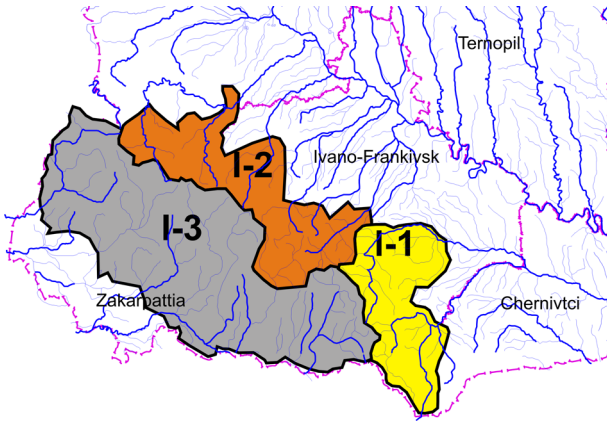 Ternopil
Ivano-Frankivsk
I-2
I-3
I-1
Zakarpattia
Chernivtci